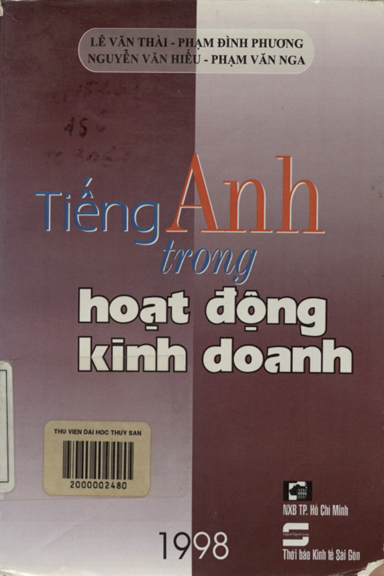 LÊ VĂN THÀI - PHẠM ĐÌNH PHƯƠNG
NGUYỄN VĂN HIẾU - PHẠM VĂN NGA
Tiếng Anh
trong
hoạt động
kinh doanh
THU VIEN DAI HOC THUY SAN
2000002480
NXB TP. Hồ Chí Minh
Thời báo Kinh tế Sài Gòn
1998